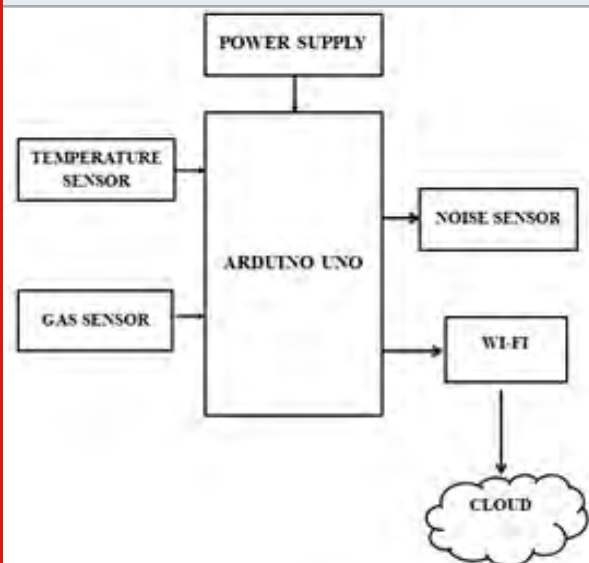 POWER SUPPLY
TEMPERATURE
SENSOR
ARDUINO UNO
NOISE SENSOR
GAS SENSOR
WI-FI
CLOUD